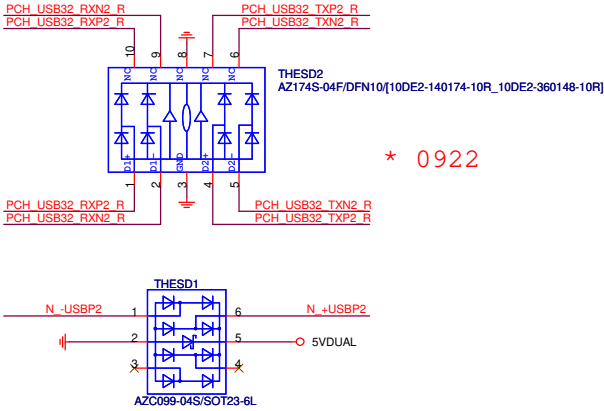 PCH_USB32_RXN2_R PCH_USB32_TXP2_R
PCH_USB32_RXP2_R PCH_USB32_TXN2_R
10 9 8 7 6
NC NC NC NC NC
THESD2
AZ174S-04F/DFN10/[10DE2-140174-10R_10DE2-360148-10R]
* 0922
D1+ D1- GND D2+ D2-
1 2 3 4 5
PCH_USB32_RXP2_R PCH_USB32_TXN2_R
PCH_USB32_RXN2_R PCH_USB32_TXP2_R
THESD1
N_-USBP2 1 6 N_+USBP2
2 5 5VDUAL
3 4
AZC099-04S/SOT23-6L